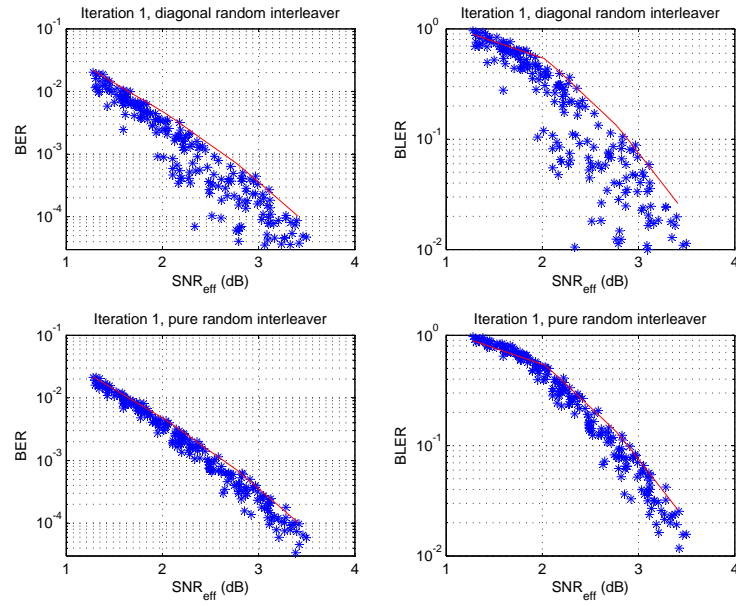 Iteration 1, diagonal random interleaver
10^-1
10^-2
10^-3
10^-4
BER
1 2 3 4
SNR_eff (dB)
Iteration 1, diagonal random interleaver
10^0
10^-1
10^-2
BLER
1 2 3 4
SNR_eff (dB)
Iteration 1, pure random interleaver
10^-1
10^-2
10^-3
10^-4
BER
1 2 3 4
SNR_eff (dB)
Iteration 1, pure random interleaver
10^0
10^-1
10^-2
BLER
1 2 3 4
SNR_eff (dB)